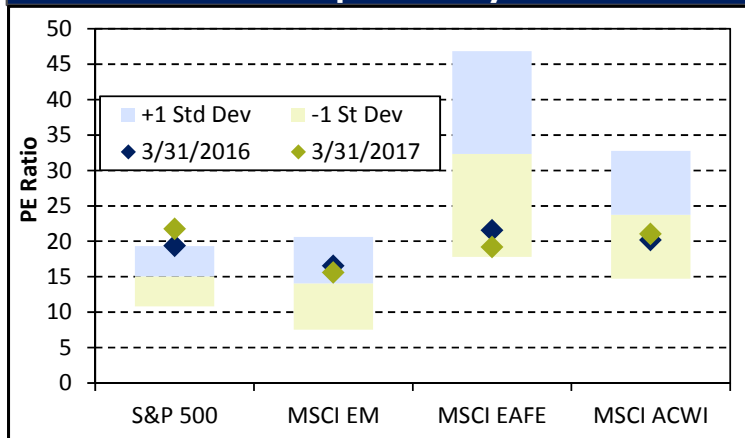 50
45
40
35
30
25
20
15
10
5
0
PE Ratio
+1 Std Dev
-1 St Dev
3/31/2016
3/31/2017
S&P 500
MSCI EM
MSCI EAFE
MSCI ACWI